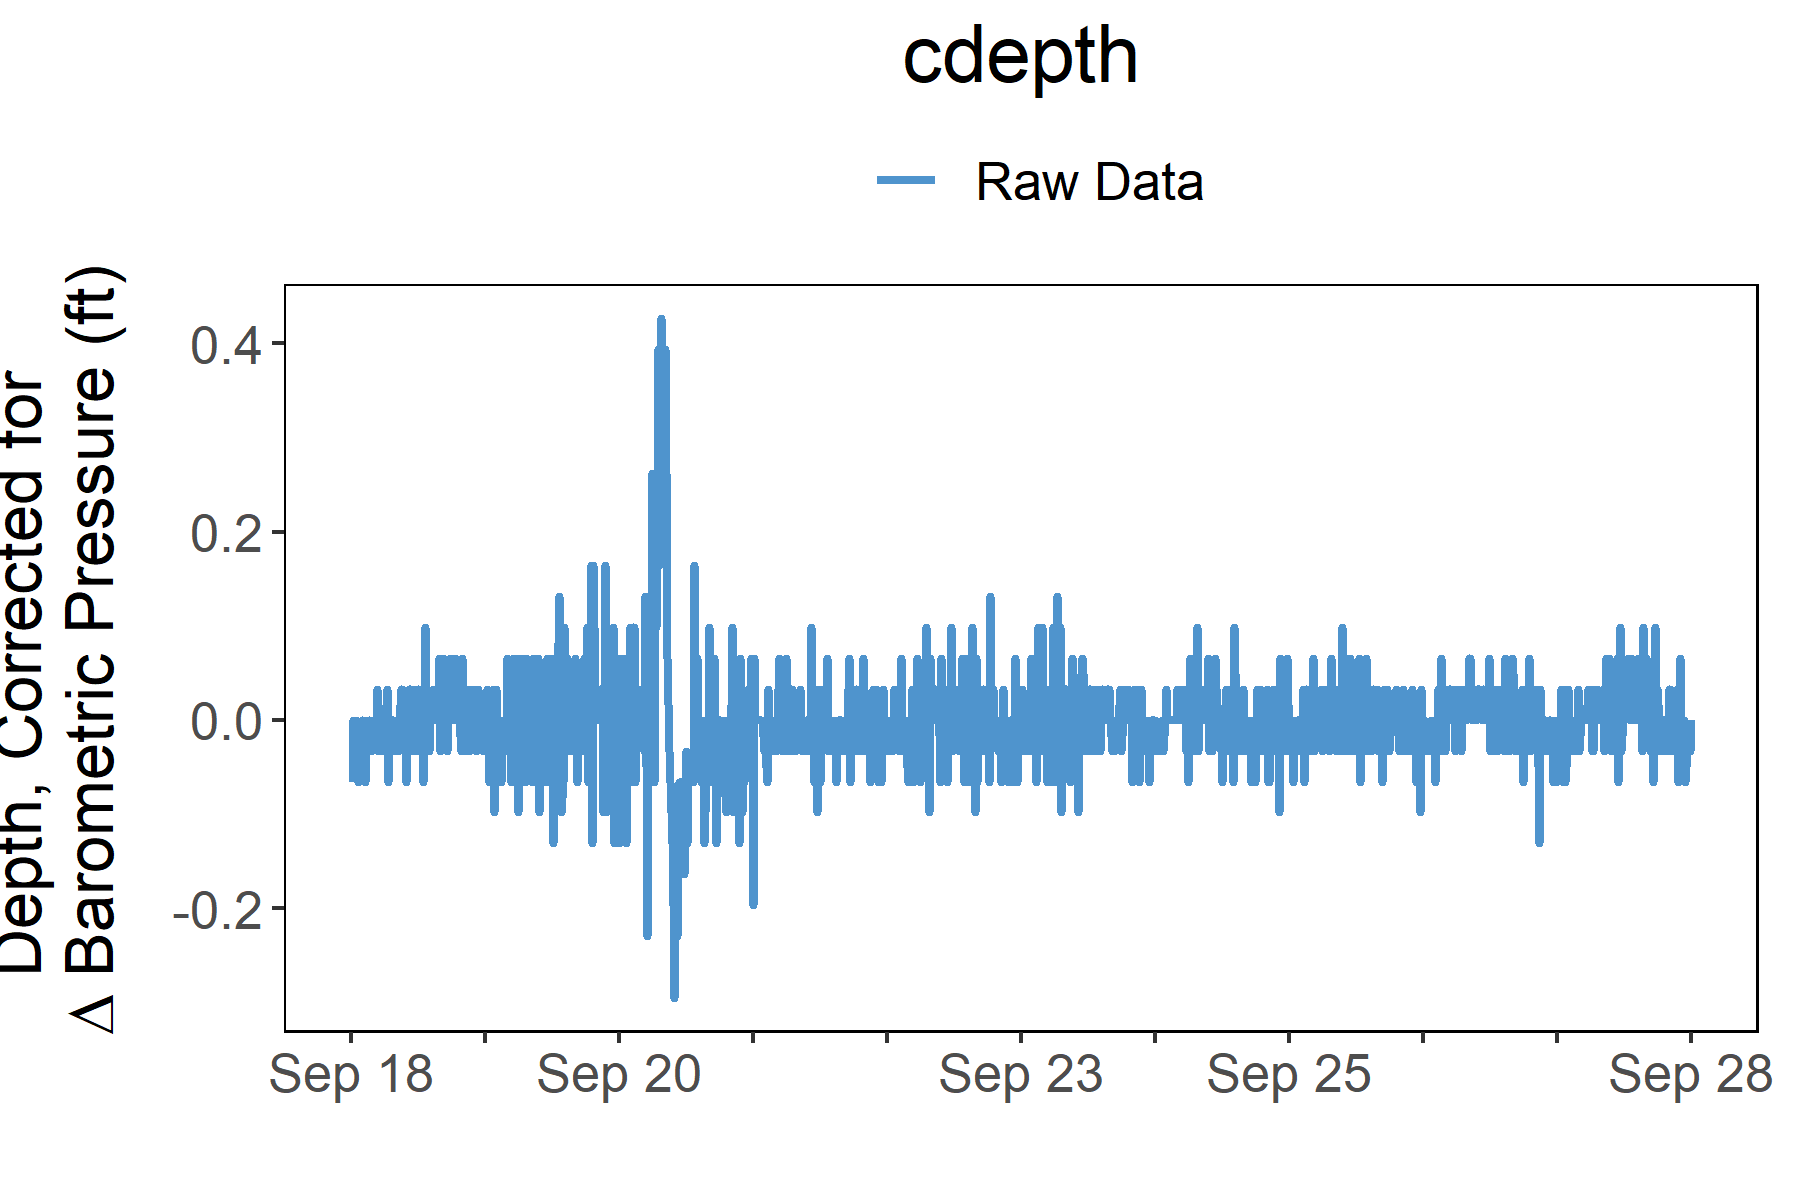 cdepth
Raw Data
Depth, Corrected for
Δ Barometric Pressure (ft)
0.4
0.2
0.0
-0.2
Sep 18 Sep 20 Sep 23 Sep 25 Sep 28